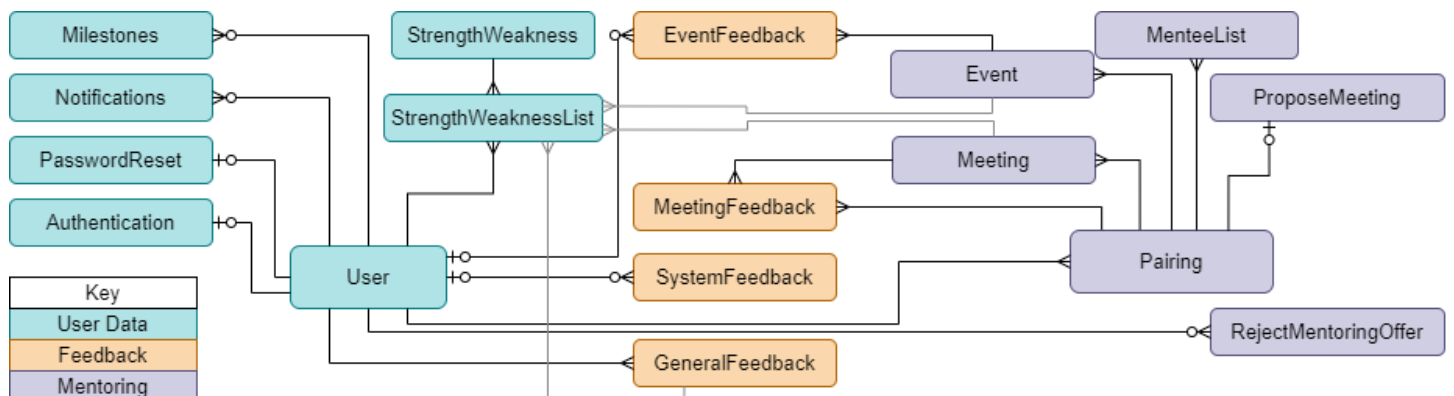 Milestones
StrengthWeakness
EventFeedback
MenteeList
Event
Notifications
ProposeMeeting
StrengthWeaknessList
PasswordReset
Meeting
MeetingFeedback
Authentication
Pairing
User
SystemFeedback
Key
User Data
RejectMentoringOffer
Feedback
GeneralFeedback
Mentoring